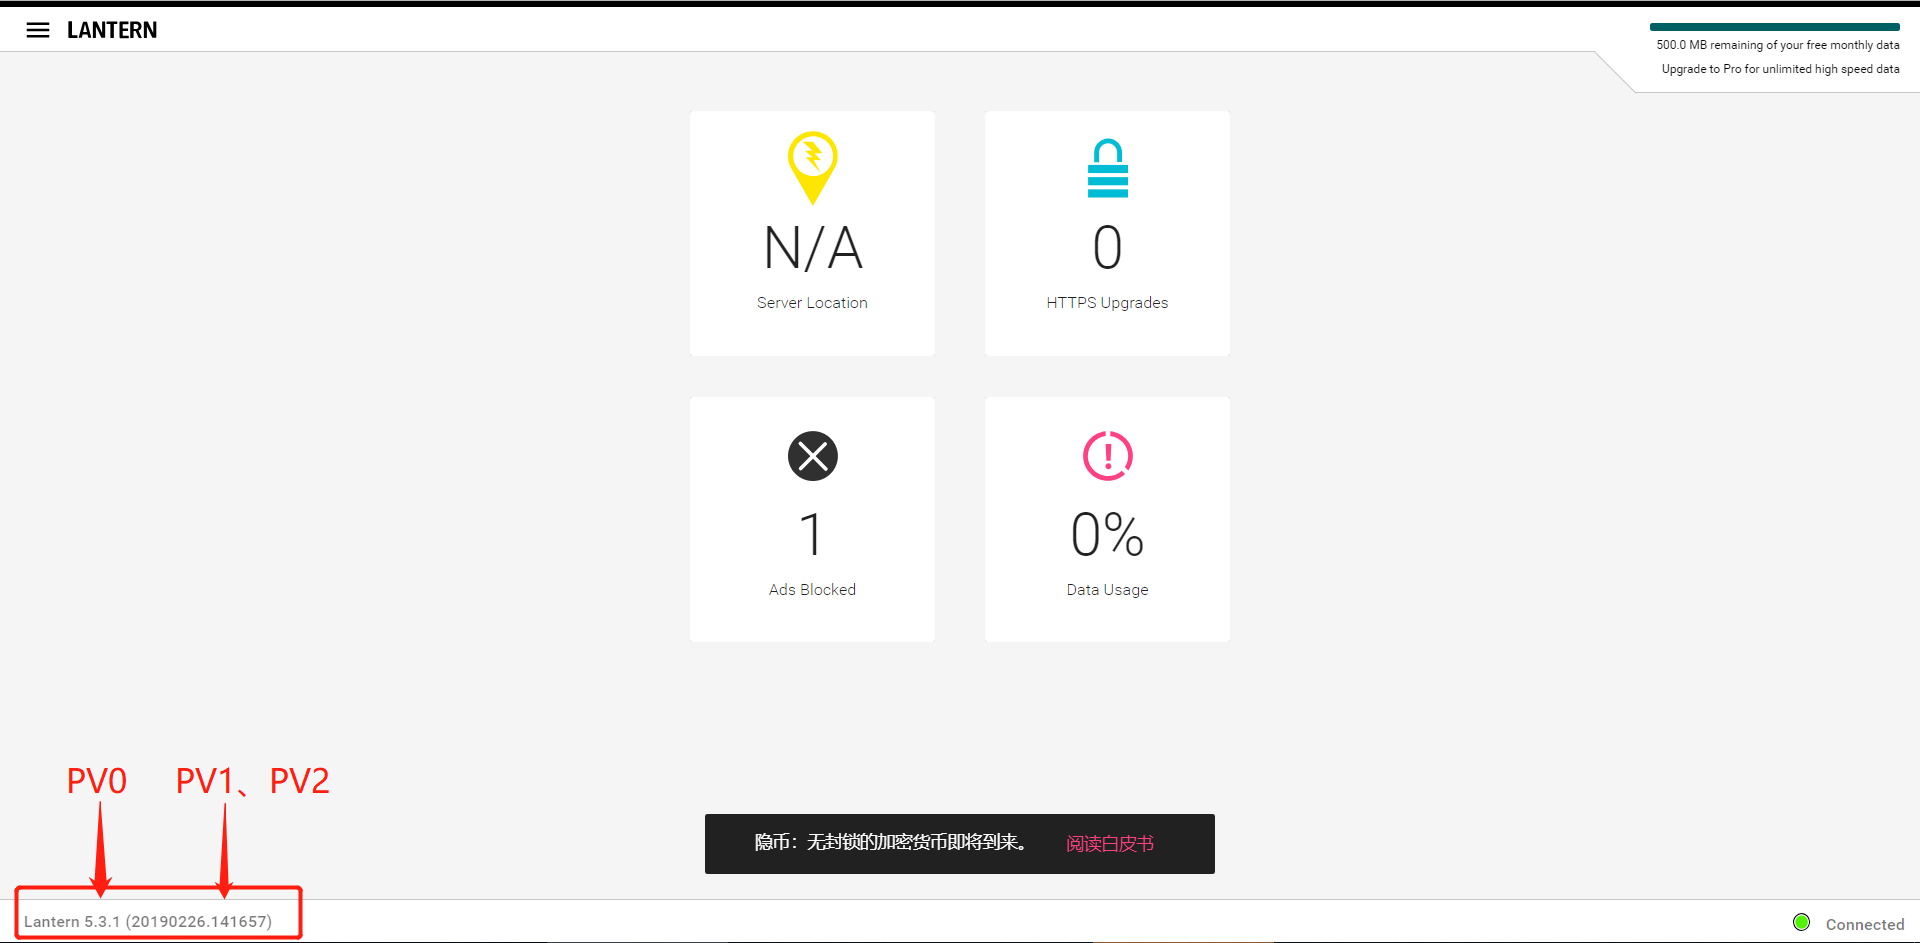 LANTERN
500.0 MB remaining of your free monthly data
Upgrade to Pro for unlimited high speed data
N/A
Server Location
0
HTTPS Upgrades
1
Ads Blocked
0%
Data Usage
PV0 PV1、PV2
隐币：无封锁的加密货币即将到来。 阅读白皮书
Lantern 5.3.1 (20190226.141657)
Connected